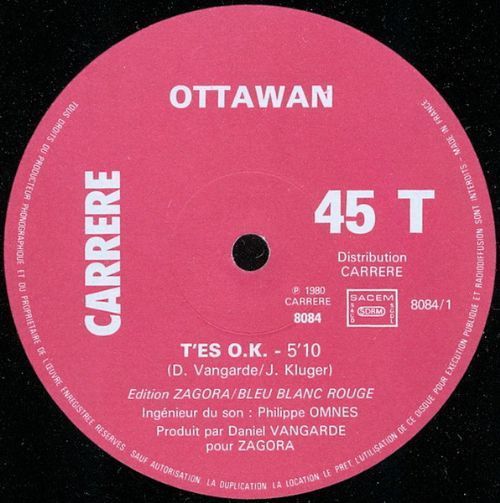 OTTAWAN
CARRERE
45 T
Distribution
CARRERE
℗ 1980
CARRERE
8084
SACEM
SACD
SDRM
SGDL
8084/1
T'ES O.K. - 5'10
(D. Vangarde/J. Kluger)
Edition ZAGORA/BLEU BLANC ROUGE
Ingénieur du son : Philippe OMNES
Produit par Daniel VANGARDE
pour ZAGORA
TOUS DROITS DU PRODUCTEUR PHONOGRAPHIQUE ET DU PROPRIETAIRE DE L'ŒUVRE ENREGISTREE RESERVES. SAUF AUTORISATION, LA DUPLICATION, LA LOCATION, LE PRET, L'UTILISATION DE CE DISQUE POUR EXECUTION PUBLIQUE ET RADIODIFFUSION SONT INTERDITS - MADE IN FRANCE -